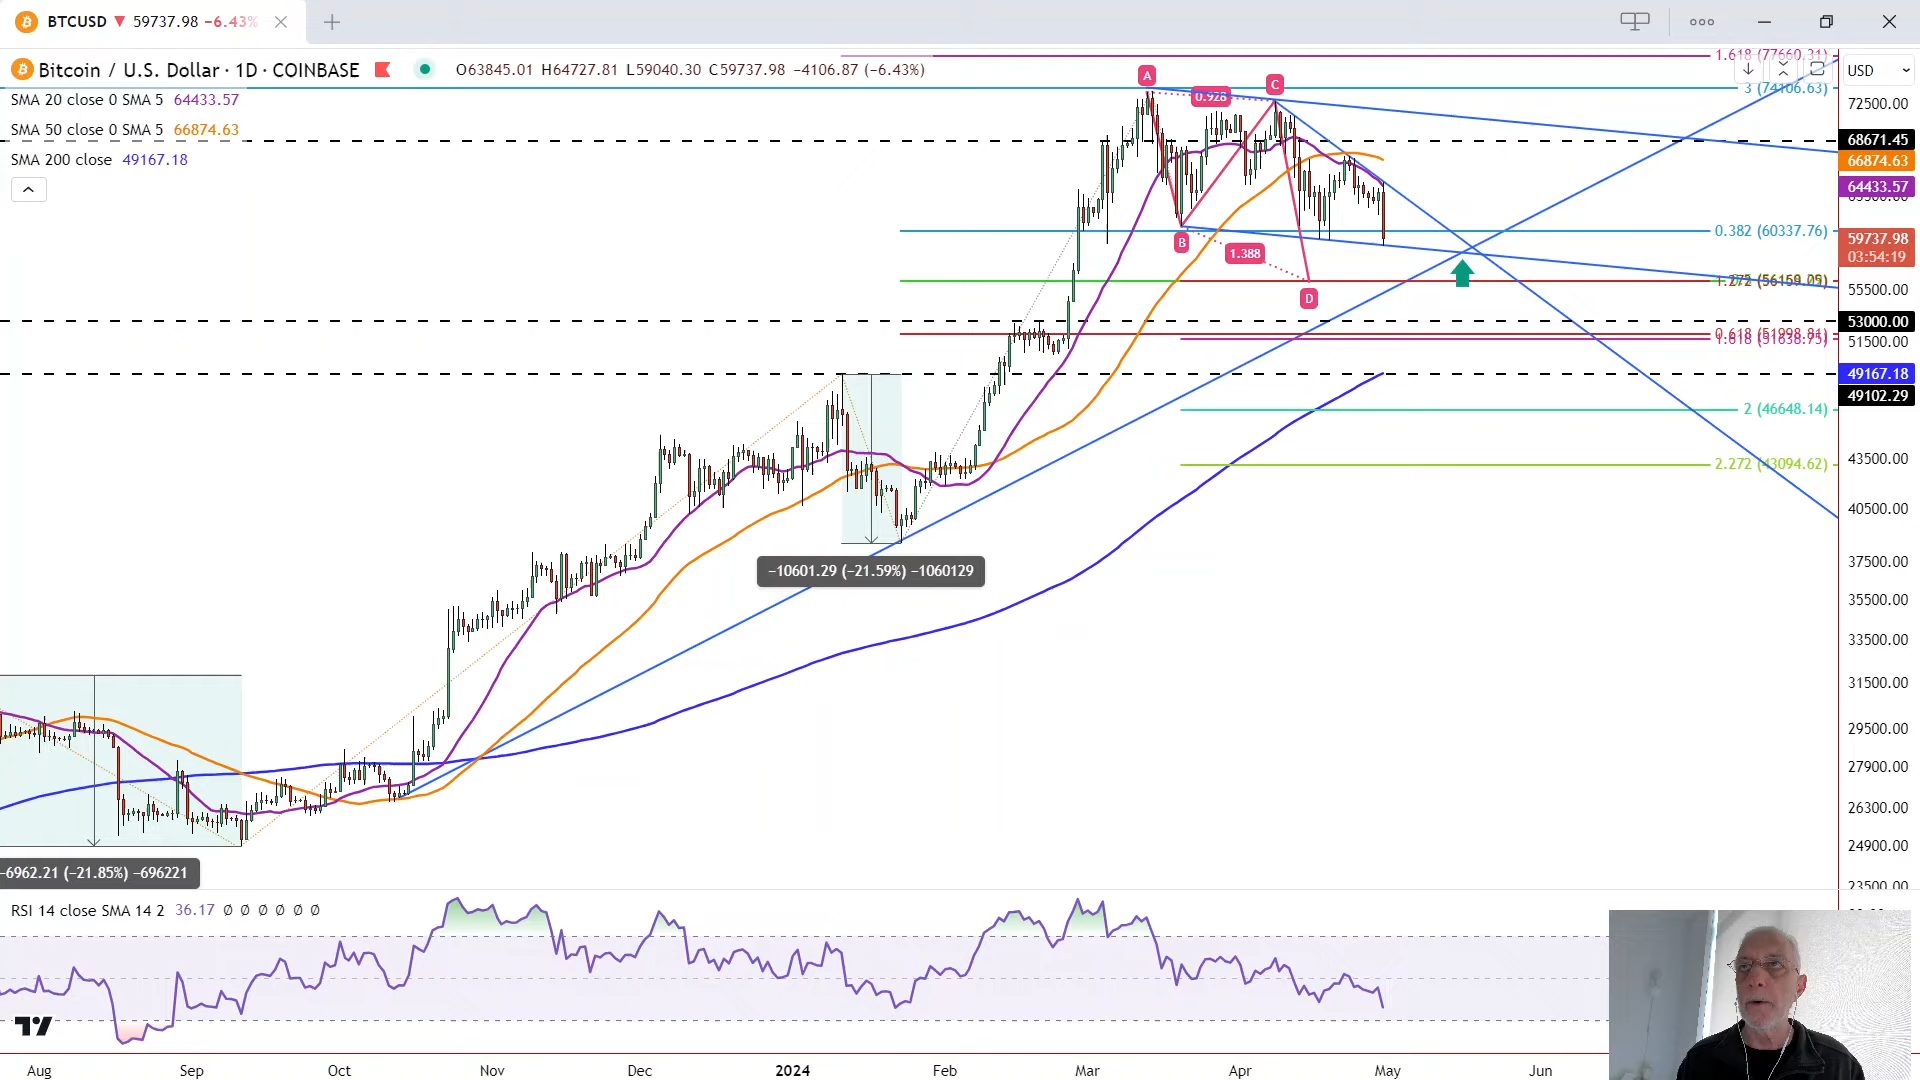 BTCUSD ▼ 59737.98 −6.43%
Bitcoin / U.S. Dollar · 1D · COINBASE
O63845.01 H64727.81 L59040.30 C59737.98 −4106.87 (−6.43%)
SMA 20 close 0 SMA 5 64433.57
SMA 50 close 0 SMA 5 66874.63
SMA 200 close 49167.18
USD
1.618 (77660.31)
3 (74106.63)
0.382 (60337.76)
0.618 (51998.81)
2 (46648.14)
2.272 (43094.62)
A
0.928
C
B
1.388
D
−10601.29 (−21.59%) −1060129
−6962.21 (−21.85%) −696221
72500.00
68671.45
66874.63
64433.57
59737.98
03:54:19
55500.00
53000.00
51500.00
49167.18
49102.29
43500.00
40500.00
37500.00
35500.00
33500.00
31500.00
29500.00
27900.00
26300.00
24900.00
23500.00
RSI 14 close SMA 14 2 36.17 Ø Ø Ø Ø Ø Ø
Aug Sep Oct Nov Dec 2024 Feb Mar Apr May Jun